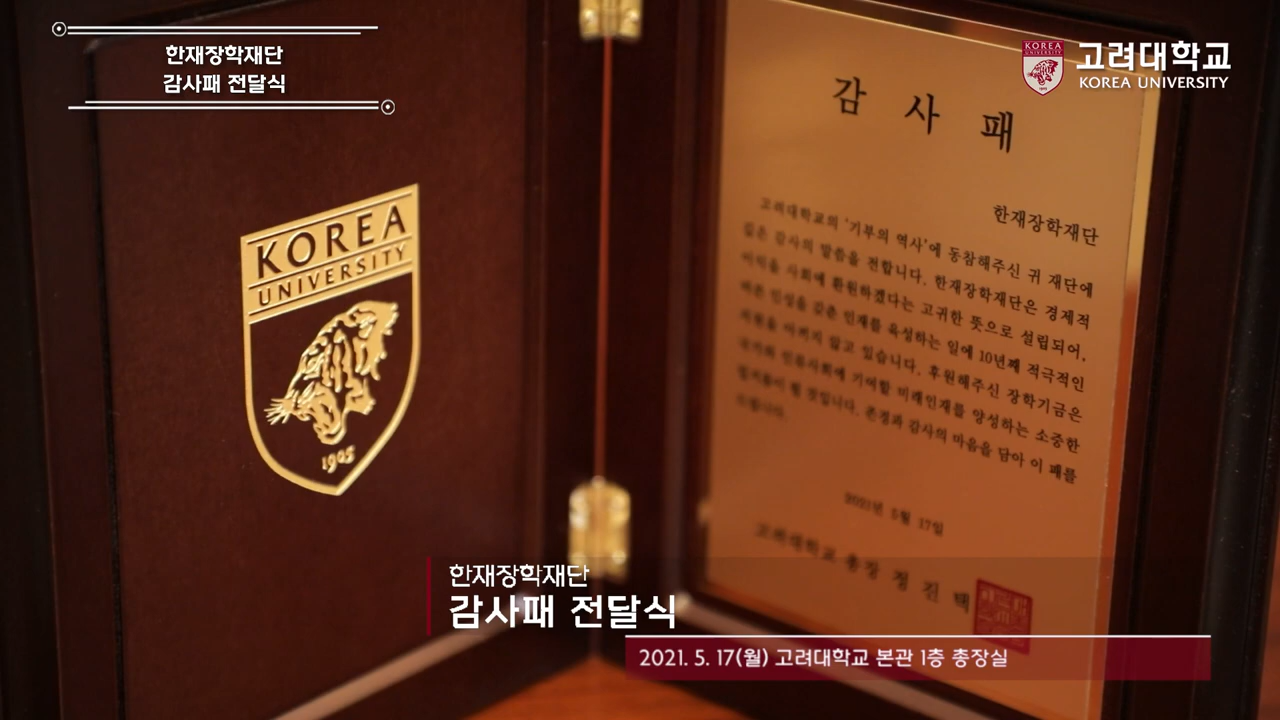 한재장학재단
감사패 전달식
KOREA
UNIVERSITY
고려대학교
KOREA UNIVERSITY
KOREA
UNIVERSITY
1905
감 사 패
한재장학재단
고려대학교의 '기부의 역사'에 동참해주신 귀 재단에
깊은 감사의 말씀을 전합니다. 한재장학재단은 경제적
이익을 사회에 환원하겠다는 고귀한 뜻으로 설립되어,
바른 인성을 갖춘 인재를 육성하는 일에 10년째 적극적인
지원을 아끼지 않고 있습니다. 후원해주신 장학기금은
국가와 인류사회에 기여할 미래인재를 양성하는 소중한
밑거름이 될 것입니다. 존경과 감사의 마음을 담아 이 패를
드립니다.
2021년 5월 17일
고려대학교 총장 정 진 택
한재장학재단
감사패 전달식
2021. 5. 17(월) 고려대학교 본관 1층 총장실